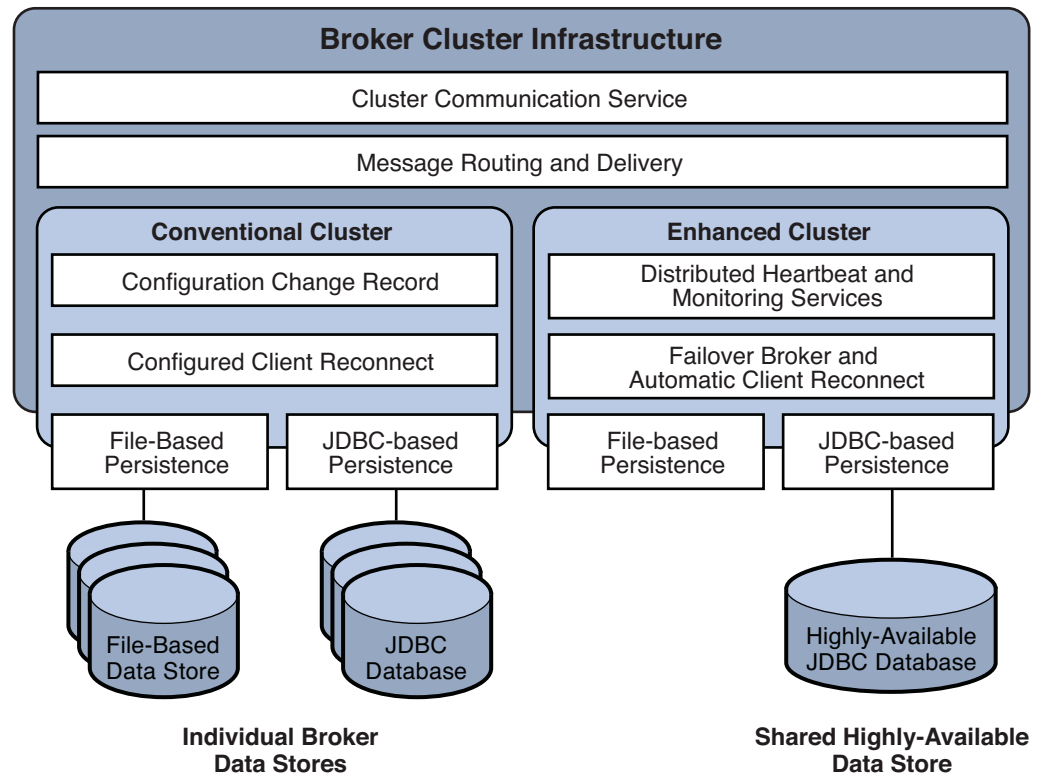 Broker Cluster Infrastructure
Cluster Communication Service
Message Routing and Delivery
Conventional Cluster
Configuration Change Record
Configured Client Reconnect
File-Based
Persistence
JDBC-based
Persistence
Enhanced Cluster
Distributed Heartbeat and
Monitoring Services
Failover Broker and
Automatic Client Reconnect
File-based
Persistence
JDBC-based
Persistence
File-Based
Data Store
JDBC
Database
Highly-Available
JDBC Database
Individual Broker
Data Stores
Shared Highly-Available
Data Store